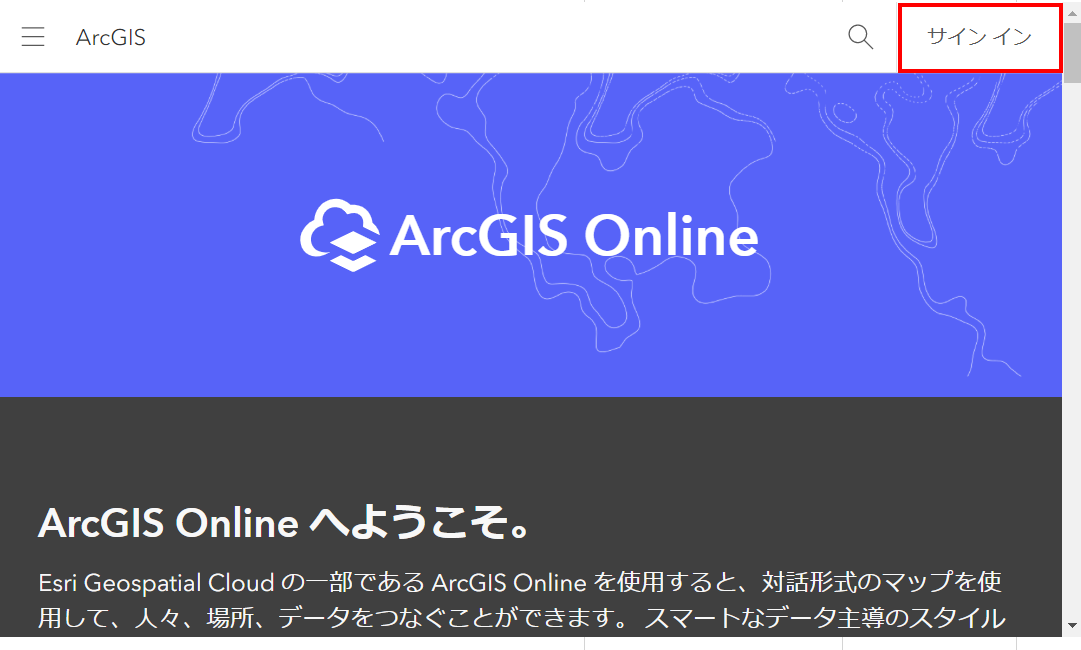 ArcGIS
サイン イン
ArcGIS Online
ArcGIS Online へようこそ。
Esri Geospatial Cloud の一部である ArcGIS Online を使用すると、対話形式のマップを使
用して、人々、場所、データをつなぐことができます。 スマートなデータ主導のスタイル